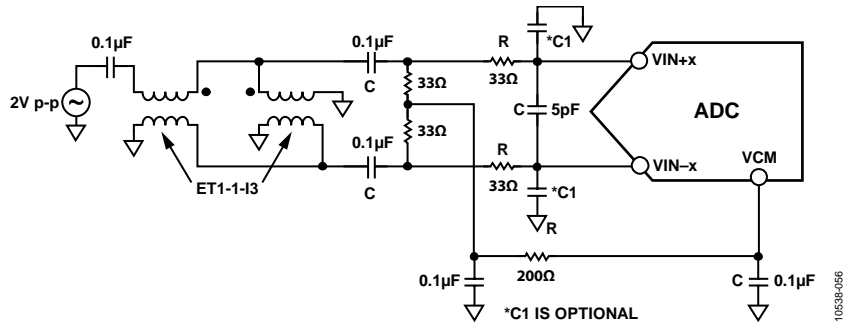 *C1
0.1µF
0.1µF
R
VIN+x
2V p-p
C
33Ω
33Ω
C
5pF
ADC
33Ω
0.1µF
R
VCM
VIN–x
ET1-1-I3
C
33Ω
*C1
R
0.1µF
200Ω
C
0.1µF
*C1 IS OPTIONAL
10538-056